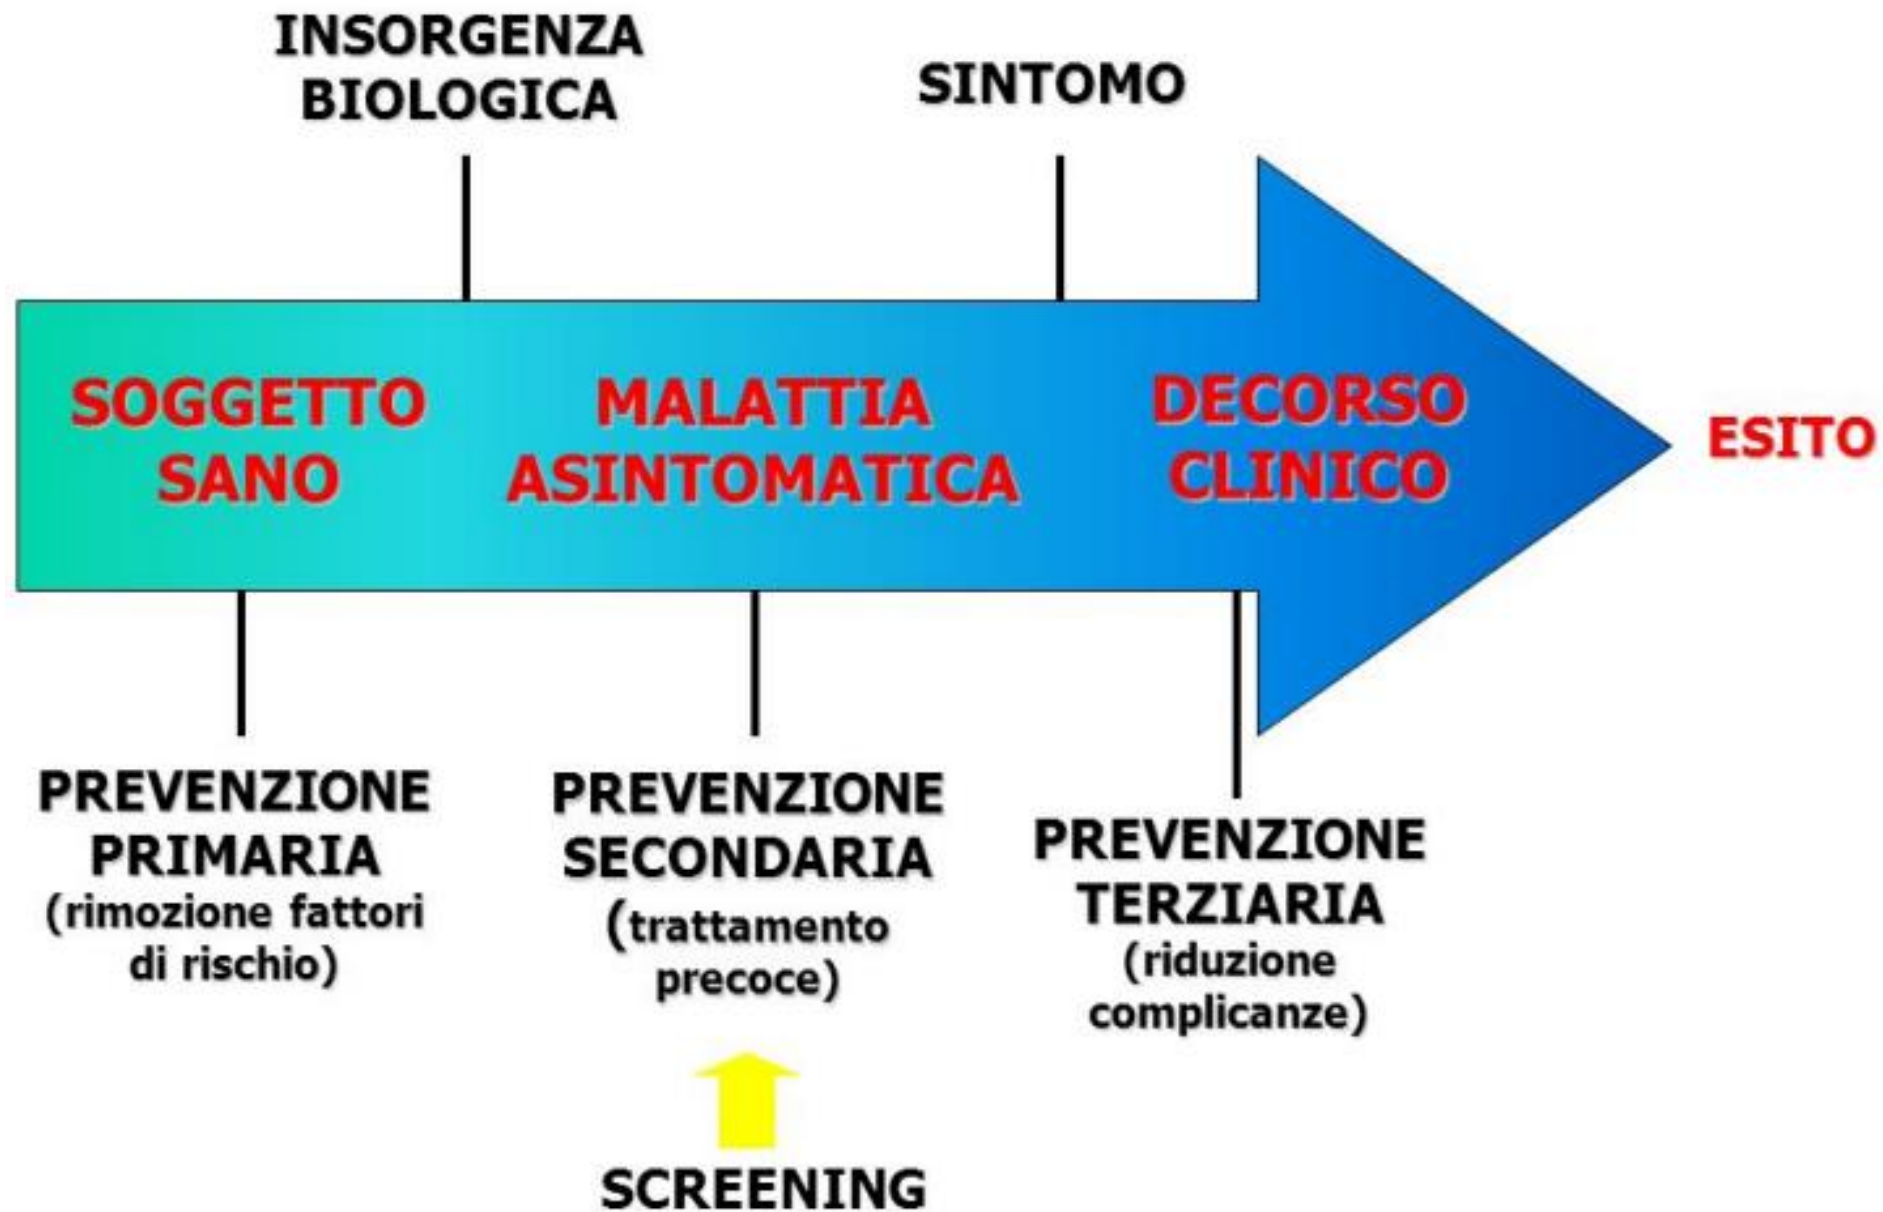 INSORGENZA
BIOLOGICA
SINTOMO
SOGGETTO
SANO
MALATTIA
ASINTOMATICA
DECORSO
CLINICO
ESITO
PREVENZIONE
PRIMARIA
(rimozione fattori
di rischio)
PREVENZIONE
SECONDARIA
(trattamento
precoce)
PREVENZIONE
TERZIARIA
(riduzione
complicanze)
SCREENING